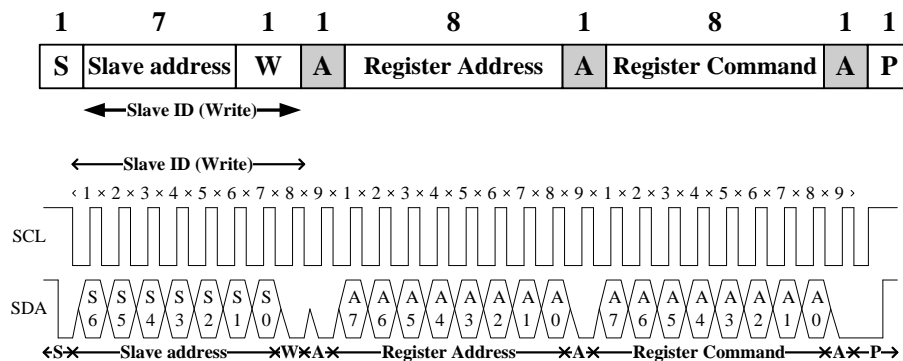 1 7 1 1 8 1 8 1 1
S Slave address W A Register Address A Register Command A P
Slave ID (Write)
Slave ID (Write)
‹ 1 × 2 × 3 × 4 × 5 × 6 × 7 × 8 × 9 × 1 × 2 × 3 × 4 × 5 × 6 × 7 × 8 × 9 × 1 × 2 × 3 × 4 × 5 × 6 × 7 × 8 × 9 ›
SCL
SDA S6 S5 S4 S3 S2 S1 S0 A7 A6 A5 A4 A3 A2 A1 A0 A7 A6 A5 A4 A3 A2 A1 A0
S Slave address W A Register Address A Register Command A P